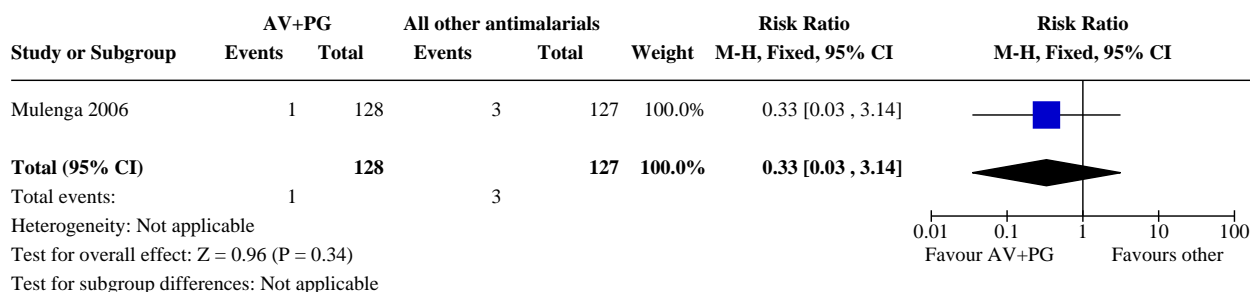 AV+PG All other antimalarials Risk Ratio Risk Ratio
Study or Subgroup Events Total Events Total Weight M-H, Fixed, 95% CI M-H, Fixed, 95% CI
Mulenga 2006 1 128 3 127 100.0% 0.33 [0.03 , 3.14]
Total (95% CI) 128 127 100.0% 0.33 [0.03 , 3.14]
Total events: 1 3
Heterogeneity: Not applicable
0.01 0.1 1 10 100
Test for overall effect: Z = 0.96 (P = 0.34) Favour AV+PG Favours other
Test for subgroup differences: Not applicable